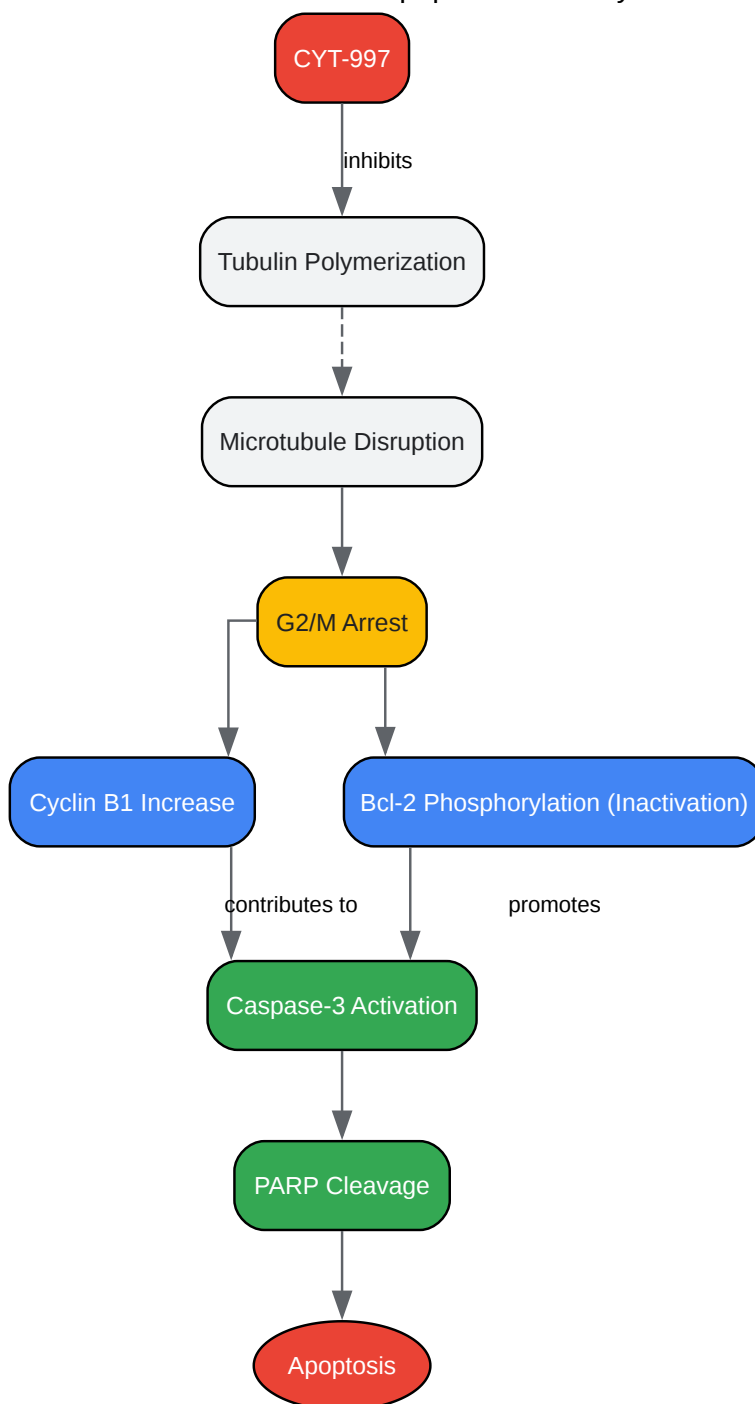 CYT-997
inhibits
Tubulin Polymerization
Microtubule Disruption
G2/M Arrest
Cyclin B1 Increase
Bcl-2 Phosphorylation (Inactivation)
contributes to
promotes
Caspase-3 Activation
PARP Cleavage
Apoptosis